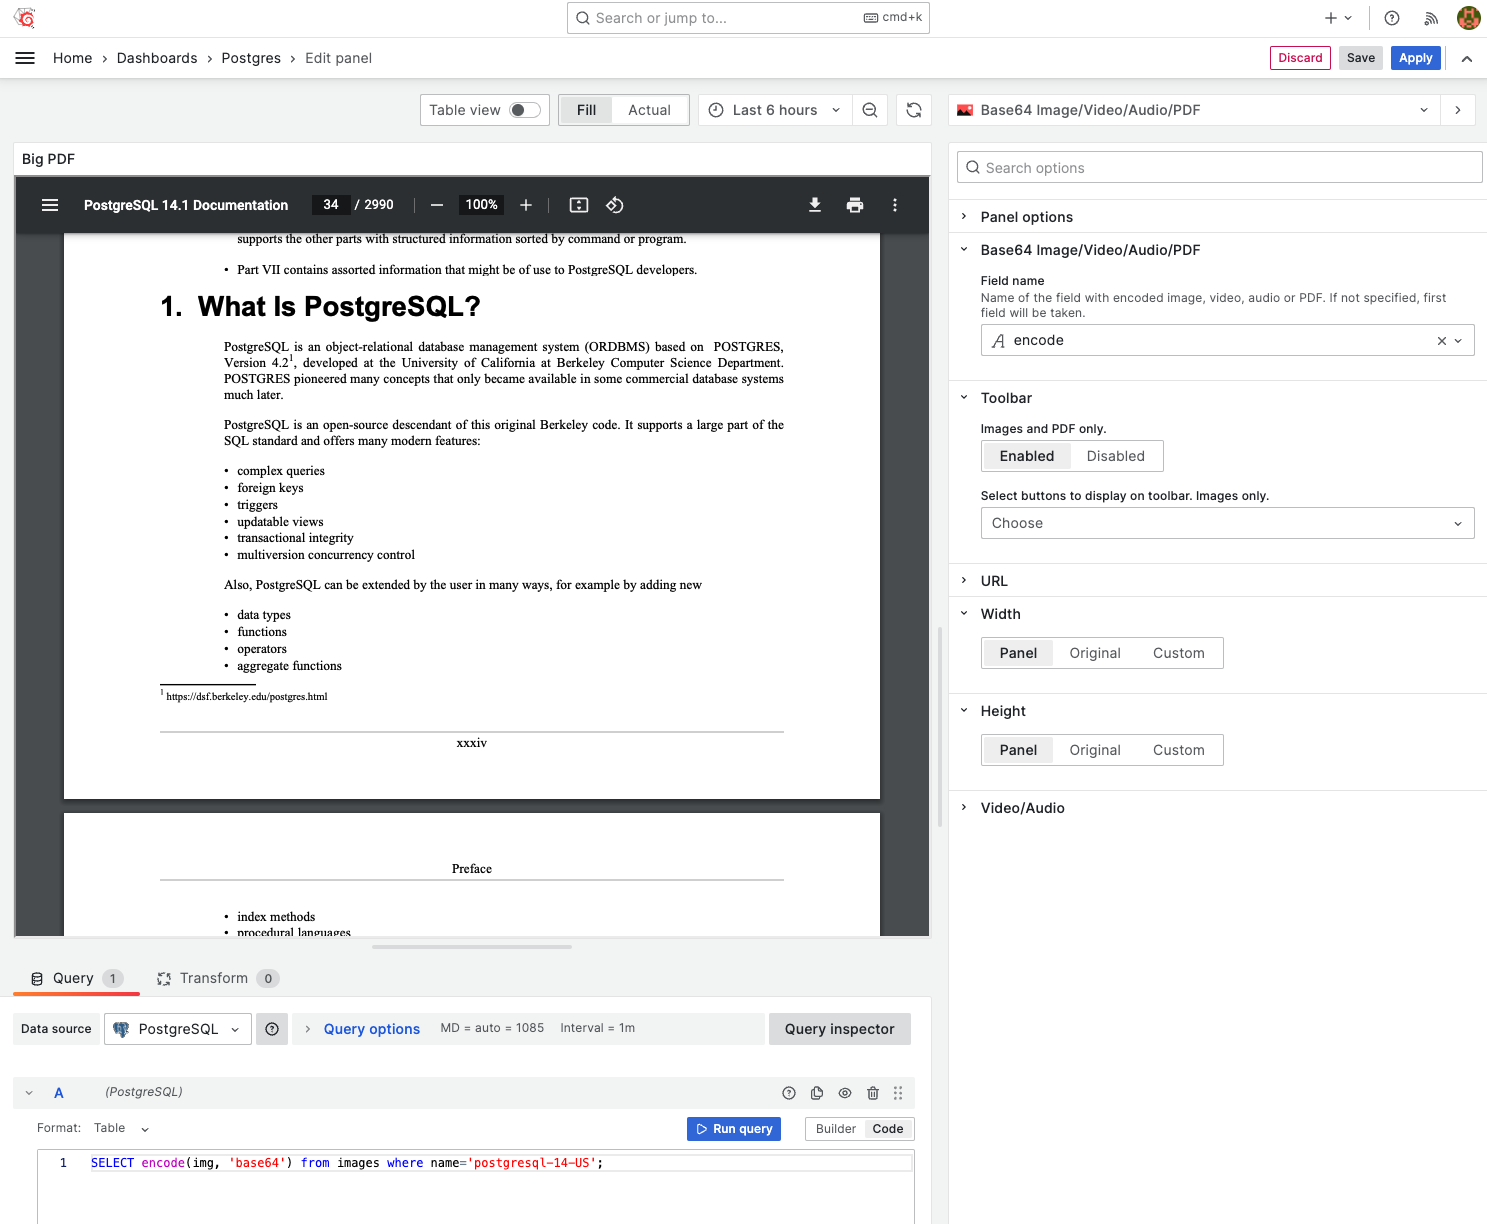 Search or jump to...
cmd+k
Home › Dashboards › Postgres › Edit panel
Discard
Save
Apply
Table view
Fill
Actual
Last 6 hours
Base64 Image/Video/Audio/PDF
Big PDF
PostgreSQL 14.1 Documentation
34 / 2990
100%
supports the other parts with structured information sorted by command or program.
• Part VII contains assorted information that might be of use to PostgreSQL developers.
1. What Is PostgreSQL?
PostgreSQL is an object-relational database management system (ORDBMS) based on POSTGRES,
Version 4.2¹, developed at the University of California at Berkeley Computer Science Department.
POSTGRES pioneered many concepts that only became available in some commercial database systems
much later.
PostgreSQL is an open-source descendant of this original Berkeley code. It supports a large part of the
SQL standard and offers many modern features:
• complex queries
• foreign keys
• triggers
• updatable views
• transactional integrity
• multiversion concurrency control
Also, PostgreSQL can be extended by the user in many ways, for example by adding new
• data types
• functions
• operators
• aggregate functions
¹ https://dsf.berkeley.edu/postgres.html
xxxiv
Preface
• index methods
• procedural languages
Search options
Panel options
Base64 Image/Video/Audio/PDF
Field name
Name of the field with encoded image, video, audio or PDF. If not specified, first
field will be taken.
encode
Toolbar
Images and PDF only.
Enabled
Disabled
Select buttons to display on toolbar. Images only.
Choose
URL
Width
Panel
Original
Custom
Height
Panel
Original
Custom
Video/Audio
Query 1
Transform 0
Data source
PostgreSQL
Query options
MD = auto = 1085
Interval = 1m
Query inspector
A
(PostgreSQL)
Format: Table
Run query
Builder
Code
1 SELECT encode(img, 'base64') from images where name='postgresql-14-US';